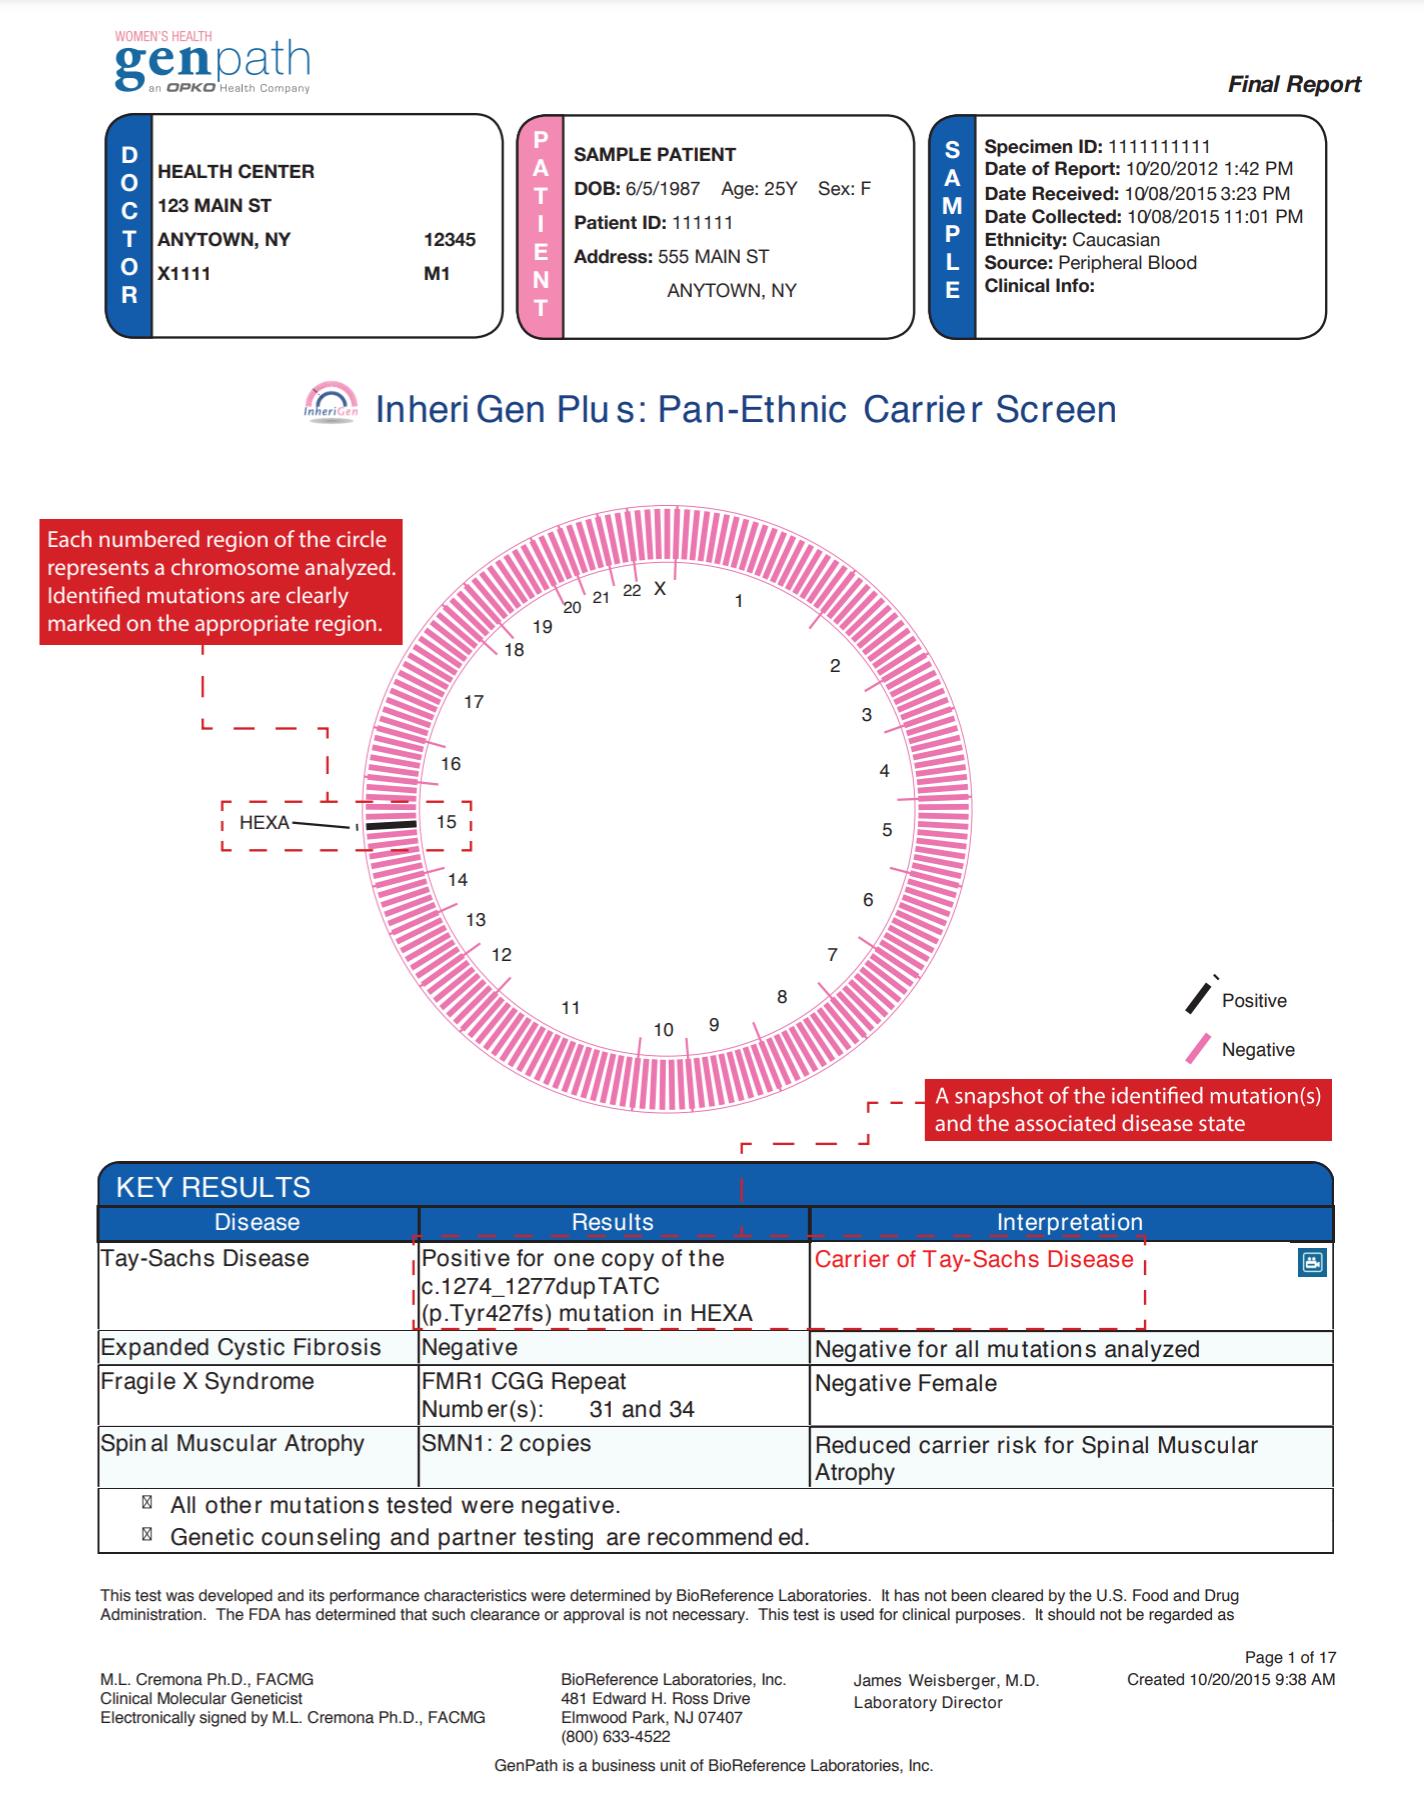 WOMEN'S HEALTH
genpath
an OPKO Health Company
Final Report
DOCTOR
HEALTH CENTER
123 MAIN ST
ANYTOWN, NY 12345
X1111 M1
PATIENT
SAMPLE PATIENT
DOB: 6/5/1987 Age: 25Y Sex: F
Patient ID: 111111
Address: 555 MAIN ST
ANYTOWN, NY
SAMPLE
Specimen ID: 1111111111
Date of Report: 10/20/2012 1:42 PM
Date Received: 10/08/2015 3:23 PM
Date Collected: 10/08/2015 11:01 PM
Ethnicity: Caucasian
Source: Peripheral Blood
Clinical Info:
InheriGen
InheriGen Plus: Pan-Ethnic Carrier Screen
Each numbered region of the circle
represents a chromosome analyzed.
Identified mutations are clearly
marked on the appropriate region.
X
1
2
3
4
5
6
7
8
9
10
11
12
13
14
15
16
17
18
19
20
21
22
HEXA
Positive
Negative
A snapshot of the identified mutation(s)
and the associated disease state
KEY RESULTS
Disease Results Interpretation
Tay-Sachs Disease
Positive for one copy of the
c.1274_1277dupTATC
(p.Tyr427fs) mutation in HEXA
Carrier of Tay-Sachs Disease
Expanded Cystic Fibrosis
Negative
Negative for all mutations analyzed
Fragile X Syndrome
FMR1 CGG Repeat
Number(s): 31 and 34
Negative Female
Spinal Muscular Atrophy
SMN1: 2 copies
Reduced carrier risk for Spinal Muscular
Atrophy
All other mutations tested were negative.
Genetic counseling and partner testing are recommended.
This test was developed and its performance characteristics were determined by BioReference Laboratories. It has not been cleared by the U.S. Food and Drug
Administration. The FDA has determined that such clearance or approval is not necessary. This test is used for clinical purposes. It should not be regarded as
Page 1 of 17
Created 10/20/2015 9:38 AM
M.L. Cremona Ph.D., FACMG
Clinical Molecular Geneticist
Electronically signed by M.L. Cremona Ph.D., FACMG
BioReference Laboratories, Inc.
481 Edward H. Ross Drive
Elmwood Park, NJ 07407
(800) 633-4522
James Weisberger, M.D.
Laboratory Director
GenPath is a business unit of BioReference Laboratories, Inc.